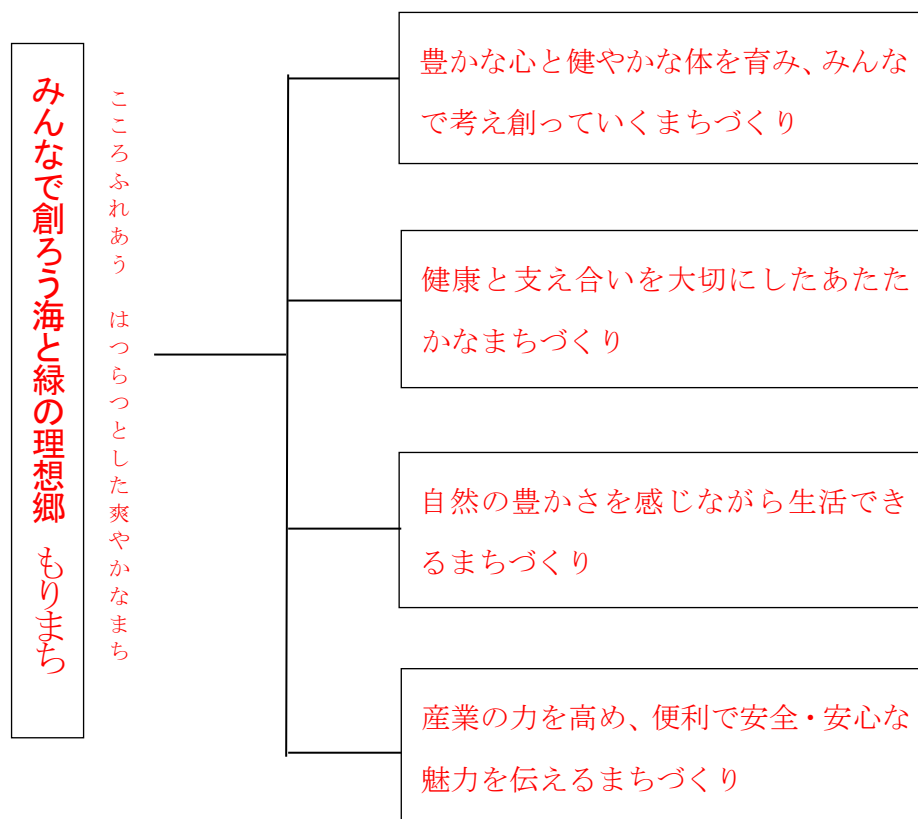 みんなで創ろう海と緑の理想郷 もりまち
こころふれあう はつらつとした爽やかなまち
豊かな心と健やかな体を育み、みんな
で考え創っていくまちづくり
健康と支え合いを大切にしたあたた
かなまちづくり
自然の豊かさを感じながら生活でき
るまちづくり
産業の力を高め、便利で安全・安心な
魅力を伝えるまちづくり